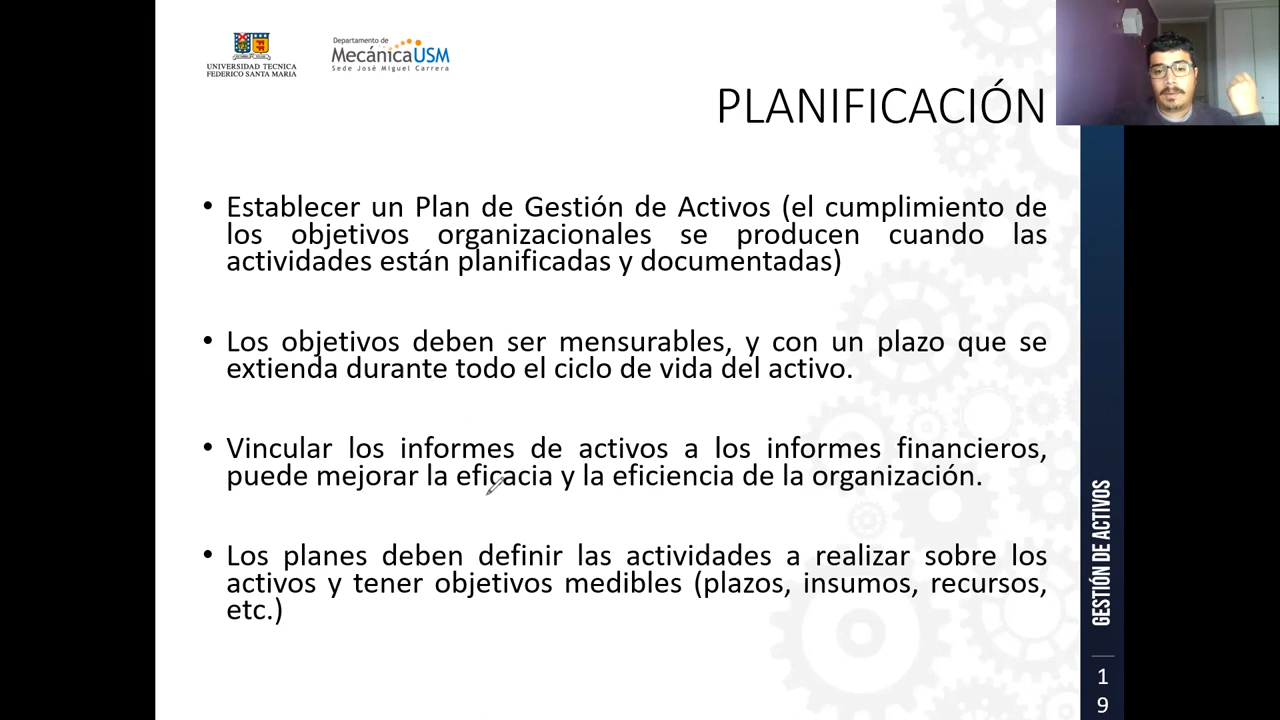 UNIVERSIDAD TECNICA
FEDERICO SANTA MARIA
Departamento de
MecánicaUSM
Sede José Miguel Carrera
PLANIFICACIÓN
• Establecer un Plan de Gestión de Activos (el cumplimiento de
los objetivos organizacionales se producen cuando las
actividades están planificadas y documentadas)
• Los objetivos deben ser mensurables, y con un plazo que se
extienda durante todo el ciclo de vida del activo.
• Vincular los informes de activos a los informes financieros,
puede mejorar la eficacia y la eficiencia de la organización.
• Los planes deben definir las actividades a realizar sobre los
activos y tener objetivos medibles (plazos, insumos, recursos,
etc.)
GESTIÓN DE ACTIVOS
1
9